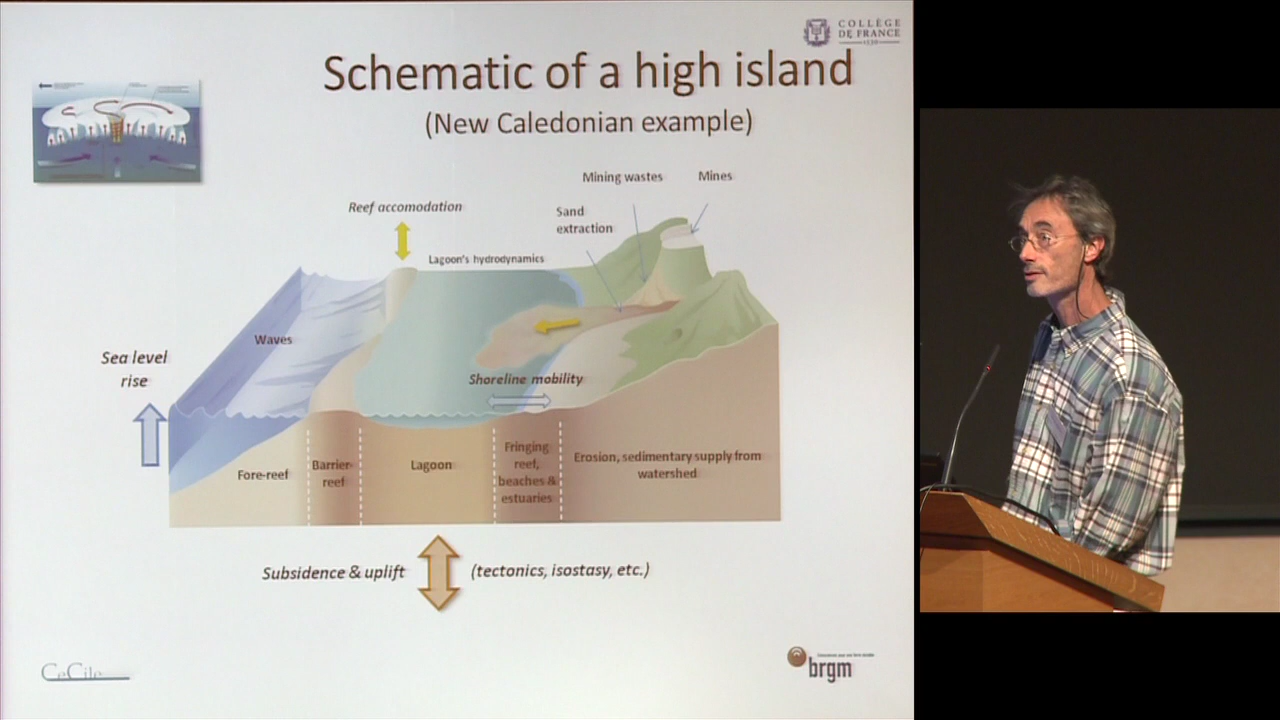 COLLÈGE
DE FRANCE
1530
Schematic of a high island
(New Caledonian example)
Mining wastes
Mines
Reef accomodation
Sand
extraction
Lagoon's hydrodynamics
Waves
Sea level
rise
Shoreline mobility
Fore-reef
Barrier-
reef
Lagoon
Fringing
reef,
beaches &
estuaries
Erosion, sedimentary supply from
watershed
Subsidence & uplift
(tectonics, isostasy, etc.)
CeCile
brgm